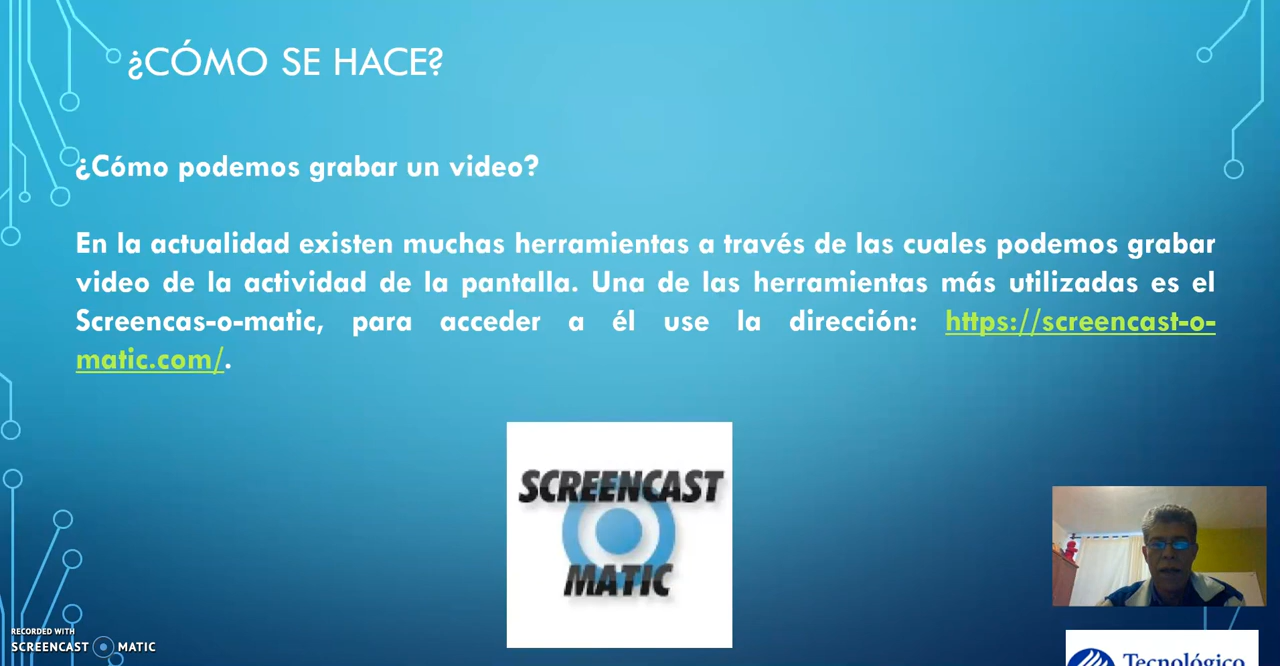 ¿CÓMO SE HACE?
¿Cómo podemos grabar un video?
En la actualidad existen muchas herramientas a través de las cuales podemos grabar
video de la actividad de la pantalla. Una de las herramientas más utilizadas es el
Screencas-o-matic, para acceder a él use la dirección: https://screencast-o-
matic.com/.
SCREENCAST
MATIC
RECORDED WITH
SCREENCAST MATIC
Tecnológico